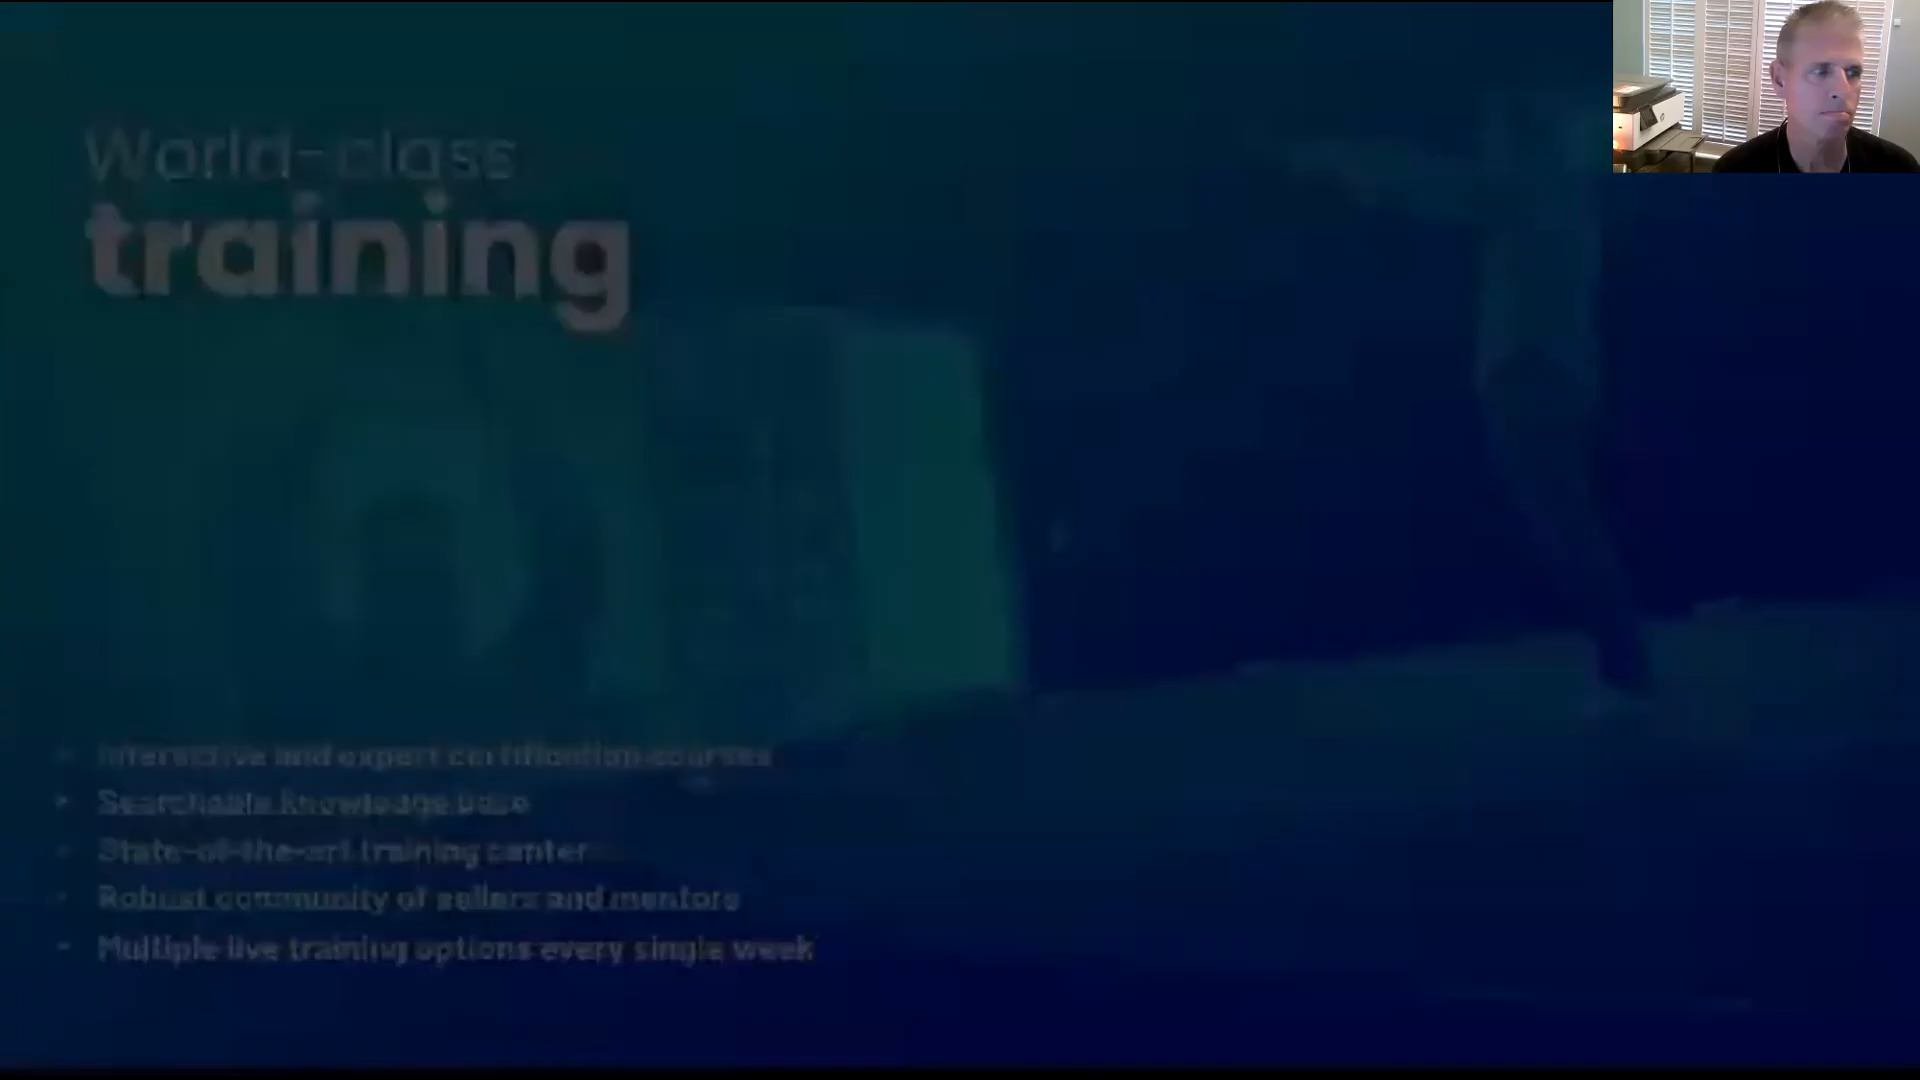 World-class
training
• Interactive and expert certification courses
• Searchable knowledge base
• State-of-the-art training center
• Robust community of sellers and mentors
• Multiple live training options every single week